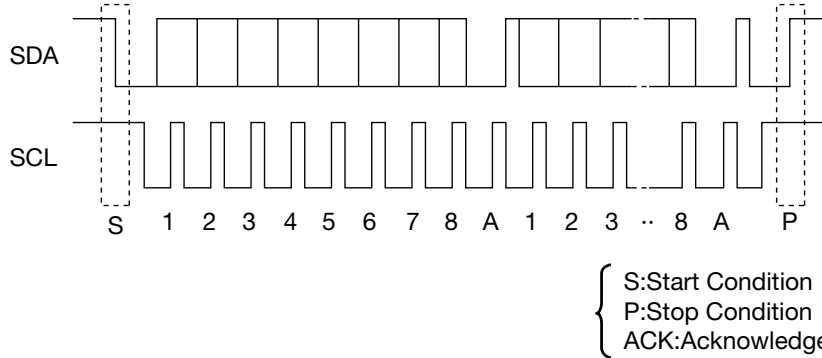 SDA
SCL
S 1 2 3 4 5 6 7 8 A 1 2 3 ·· 8 A P
S:Start Condition
P:Stop Condition
ACK:Acknowledge